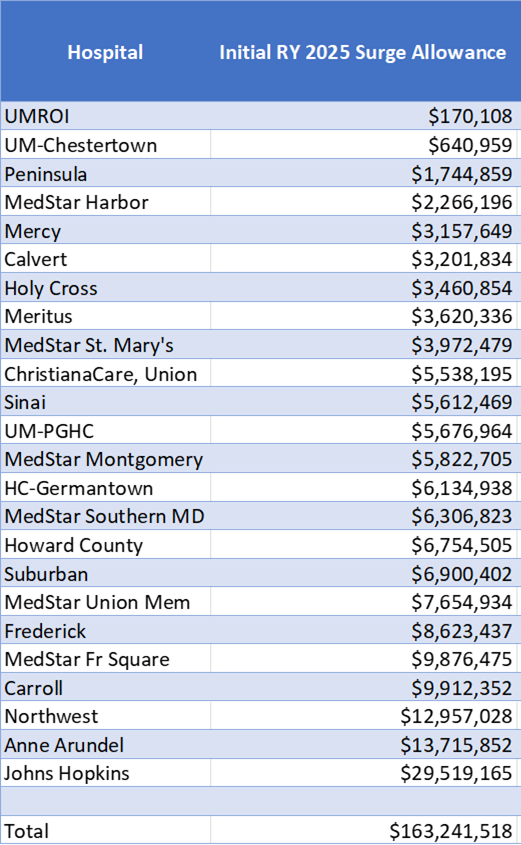 Hospital Initial RY 2025 Surge Allowance
UMROI $170,108
UM-Chestertown $640,959
Peninsula $1,744,859
MedStar Harbor $2,266,196
Mercy $3,157,649
Calvert $3,201,834
Holy Cross $3,460,854
Meritus $3,620,336
MedStar St. Mary's $3,972,479
ChristianaCare, Union $5,538,195
Sinai $5,612,469
UM-PGHC $5,676,964
MedStar Montgomery $5,822,705
HC-Germantown $6,134,938
MedStar Southern MD $6,306,823
Howard County $6,754,505
Suburban $6,900,402
MedStar Union Mem $7,654,934
Frederick $8,623,437
MedStar Fr Square $9,876,475
Carroll $9,912,352
Northwest $12,957,028
Anne Arundel $13,715,852
Johns Hopkins $29,519,165
Total $163,241,518